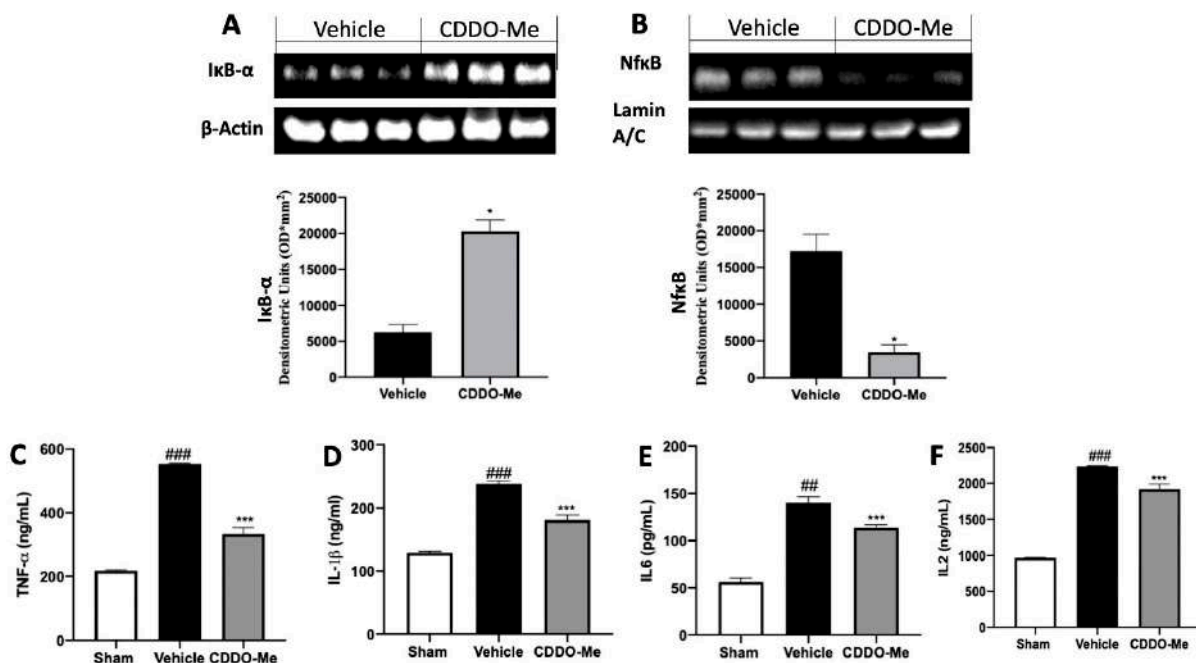 A
Vehicle CDDO-Me
IκB-α
β-Actin
B
Vehicle CDDO-Me
NfκB
Lamin
A/C
IκB-α
Densitometric Units (OD*mm²)
25000
20000
15000
10000
5000
0
*
Vehicle CDDO-Me
NfκB
Densitometric Units (OD*mm²)
25000
20000
15000
10000
5000
0
*
Vehicle CDDO-Me
C
TNF-α (ng/mL)
600
400
200
0
###
***
Sham Vehicle CDDO-Me
D
IL-1β (ng/ml)
300
200
100
0
###
***
Sham Vehicle CDDO-Me
E
IL6 (pg/mL)
200
150
100
50
0
##
***
Sham Vehicle CDDO-Me
F
IL2 (ng/mL)
2500
2000
1500
1000
500
0
###
***
Sham Vehicle CDDO-Me